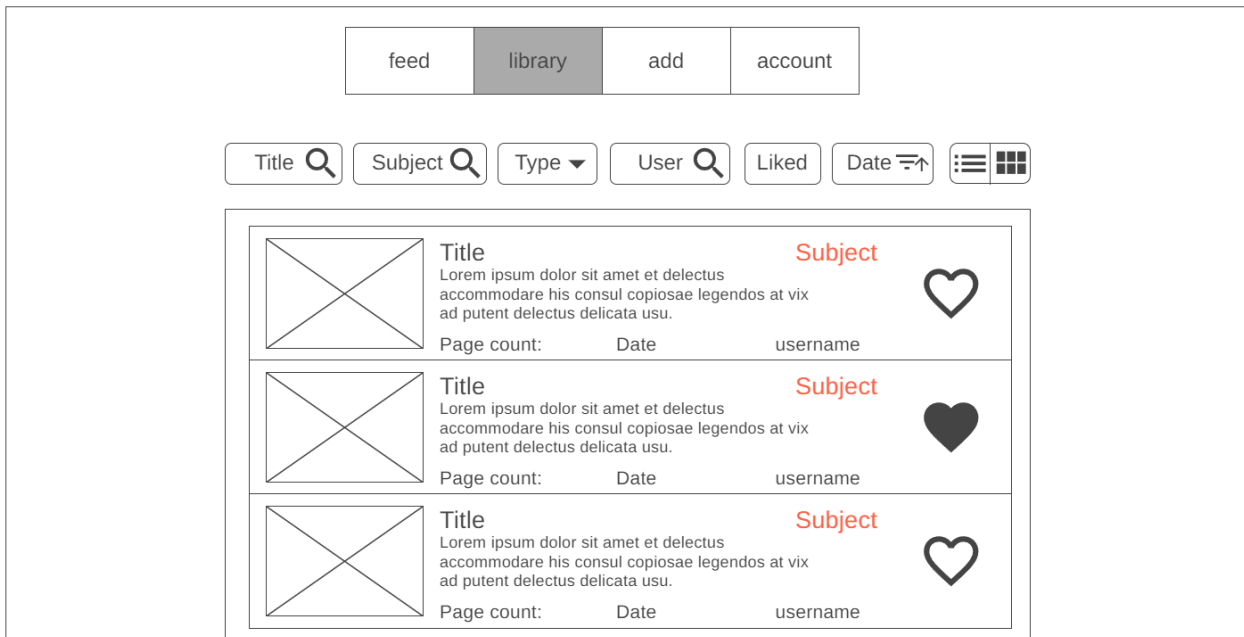 feed library add account
Title Subject Type User Liked Date
Title Subject
Lorem ipsum dolor sit amet et delectus
accommodare his consul copiosae legendos at vix
ad putent delectus delicata usu.
Page count: Date username
Title Subject
Lorem ipsum dolor sit amet et delectus
accommodare his consul copiosae legendos at vix
ad putent delectus delicata usu.
Page count: Date username
Title Subject
Lorem ipsum dolor sit amet et delectus
accommodare his consul copiosae legendos at vix
ad putent delectus delicata usu.
Page count: Date username